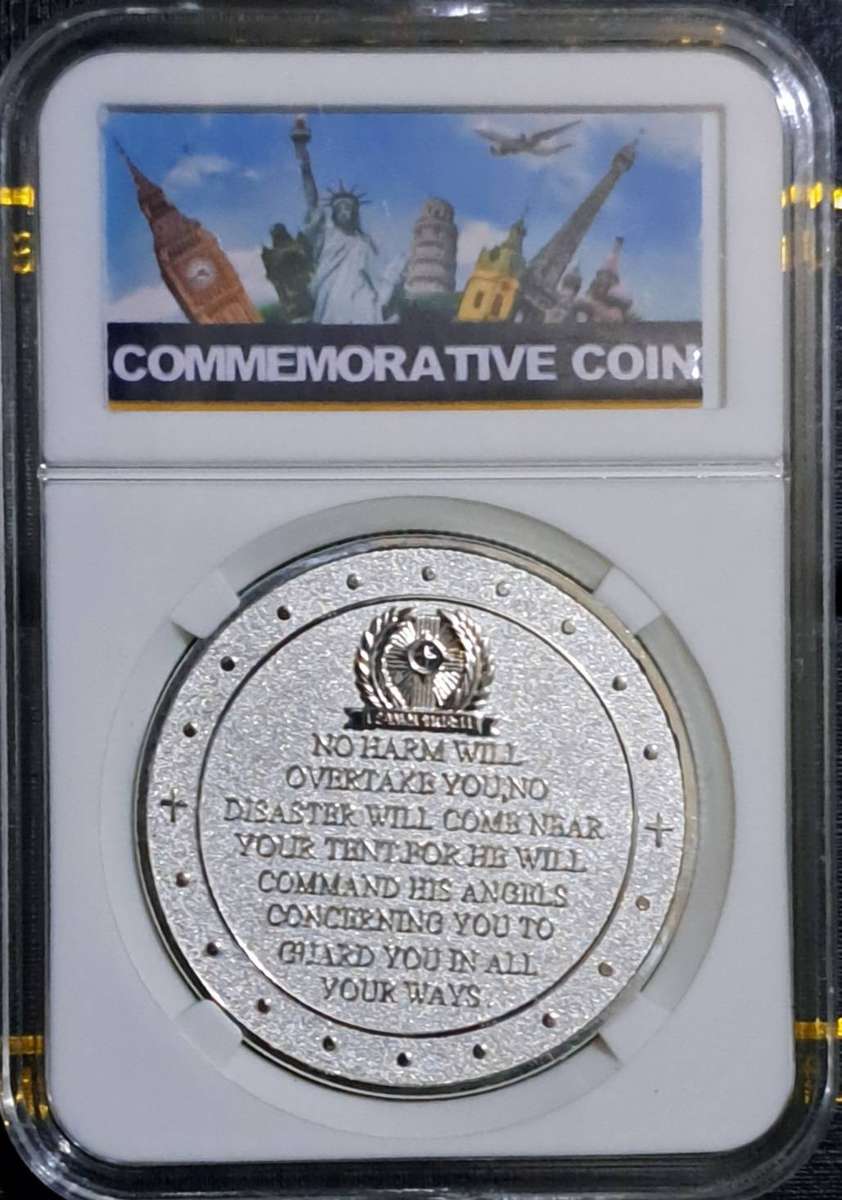 COMMEMORATIVE COIN
NO HARM WILL
OVERTAKE YOU,NO
DISASTER WILL COME NEAR
YOUR TENT.FOR HE WILL
COMMAND HIS ANGELS
CONCERNING YOU TO
GUARD YOU IN ALL
YOUR WAYS